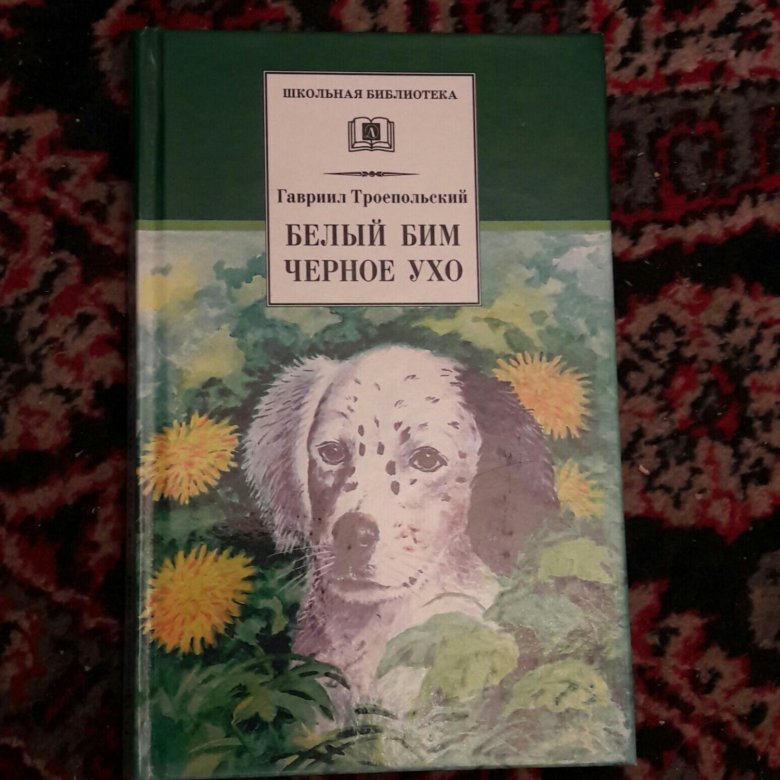 ШКОЛЬНАЯ БИБЛИОТЕКА
Гавриил Троепольский
БЕЛЫЙ БИМ
ЧЕРНОЕ УХО